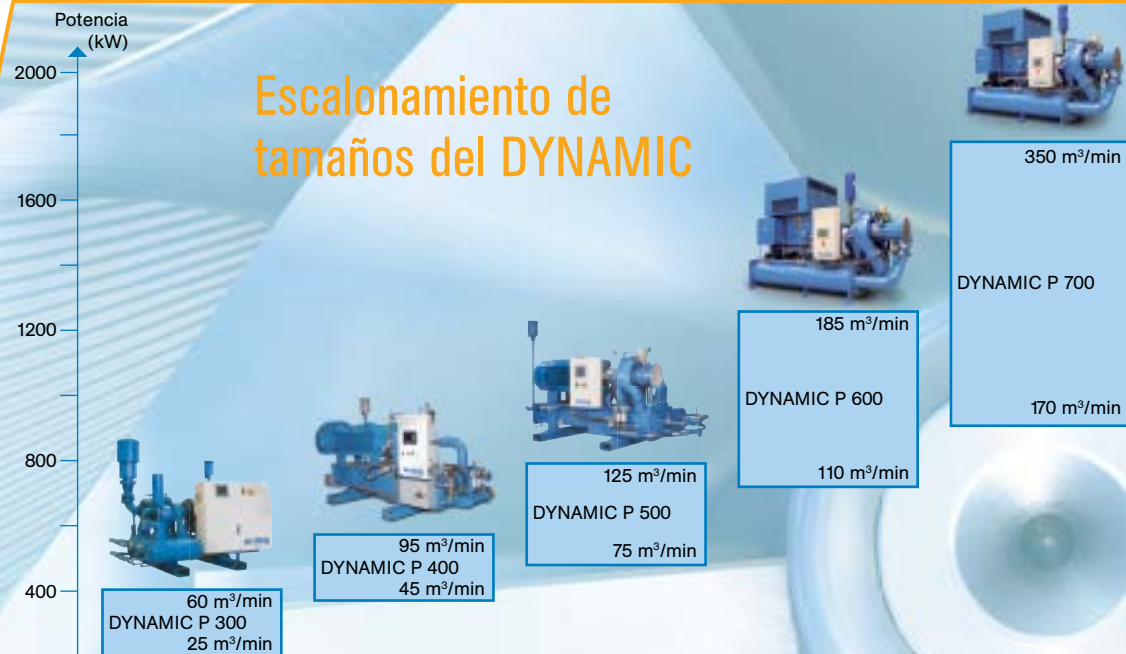 Potencia
(kW)
2000
1600
1200
800
400
Escalonamiento de
tamaños del DYNAMIC
60 m³/min
DYNAMIC P 300
25 m³/min
95 m³/min
DYNAMIC P 400
45 m³/min
125 m³/min
DYNAMIC P 500
75 m³/min
185 m³/min
DYNAMIC P 600
110 m³/min
350 m³/min
DYNAMIC P 700
170 m³/min